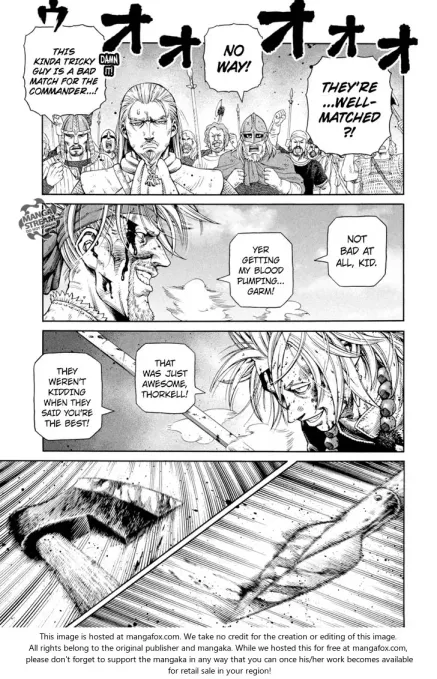 ウオオオオオ
THEY'RE
...WELL-
MATCHED
?!
NO
WAY!
DAMN
IT!
THIS
KINDA TRICKY
GUY IS A BAD
MATCH FOR THE
COMMANDER...!
NOT
BAD AT
ALL, KID.
YER
GETTING
MY BLOOD
PUMPING...
GARM!
MANGA
STREAM
THAT
WAS JUST
AWESOME,
THORKELL!
THEY
WEREN'T
KIDDING
WHEN THEY
SAID YOU'RE
THE BEST!
This image is hosted at mangafox.com. We take no credit for the creation or editing of this image.
All rights belong to the original publisher and mangaka. While we hosted this for free at mangafox.com,
please don't forget to support the mangaka in any way that you can once his/her work becomes available
for retail sale in your region!